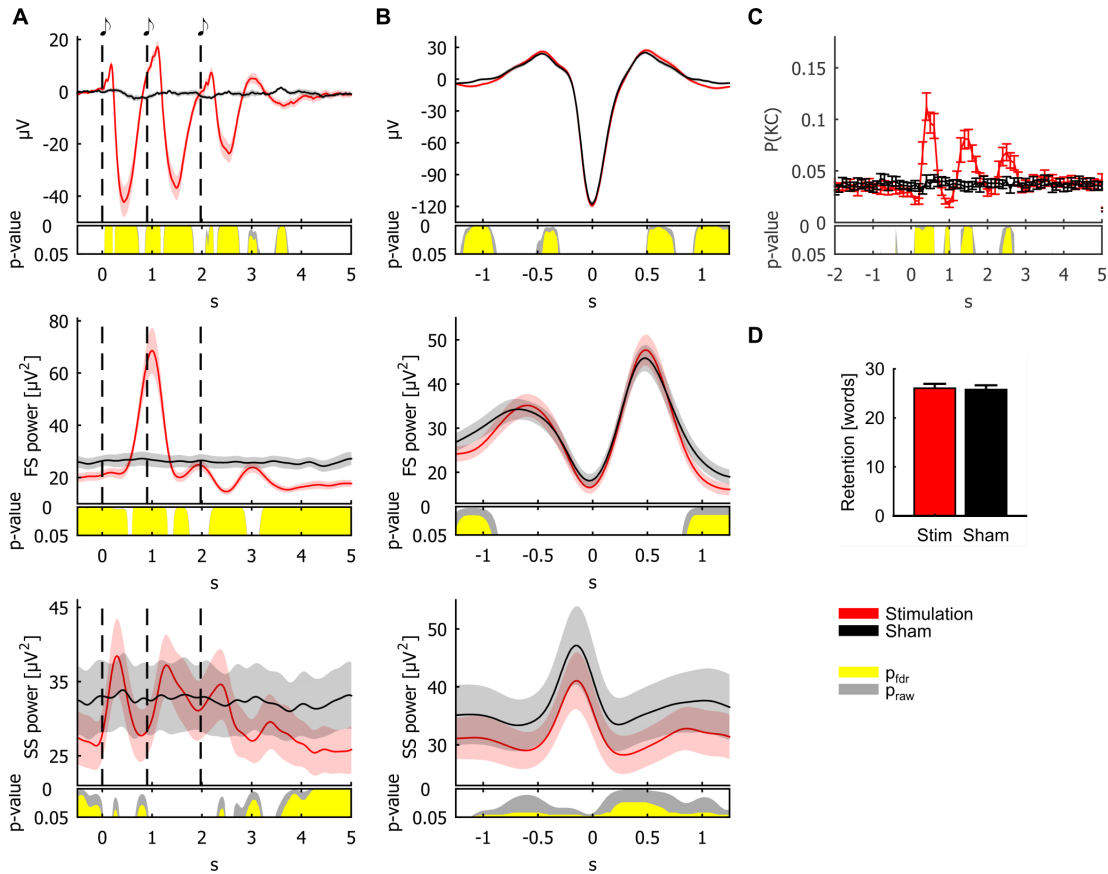 A
B
C
D
20
0
-20
-40
µV
0
0.05
p-value
0
1
2
3
4
5
s
80
60
40
20
FS power [µV²]
0
0.05
p-value
0
1
2
3
4
5
s
45
35
25
SS power [µV²]
0
0.05
p-value
0
1
2
3
4
5
s
30
0
-30
-60
-90
-120
µV
0
0.05
p-value
-1
-0.5
0
0.5
1
s
50
40
30
20
FS power [µV²]
0
0.05
p-value
-1
-0.5
0
0.5
1
s
50
40
30
SS power [µV²]
0
0.05
p-value
-1
-0.5
0
0.5
1
s
0.15
0.1
0.05
0
P(KC)
0
0.05
p-value
-2
-1
0
1
2
3
4
5
s
30
20
10
0
Retention [words]
Stim Sham
Stimulation
Sham
pfdr
praw